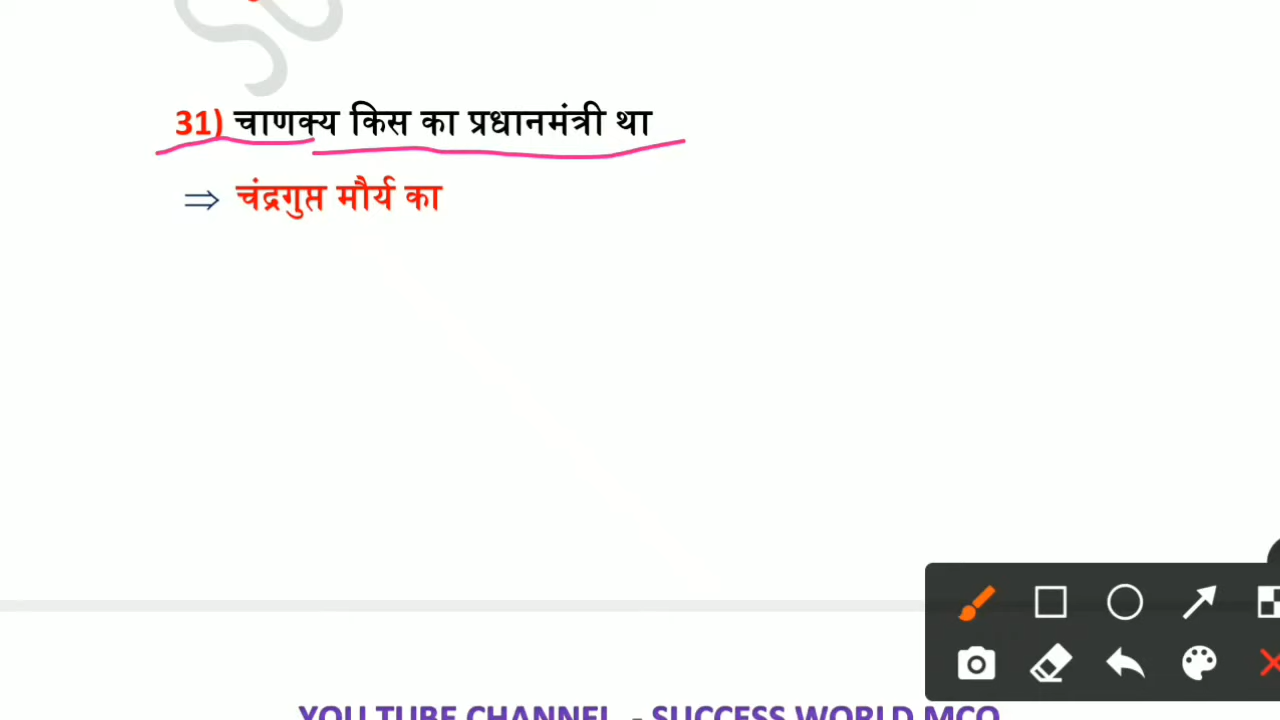 31) चाणक्य किस का प्रधानमंत्री था
⇒ चंद्रगुप्त मौर्य का
YOU TUBE CHANNEL - SUCCESS WORLD MCQ